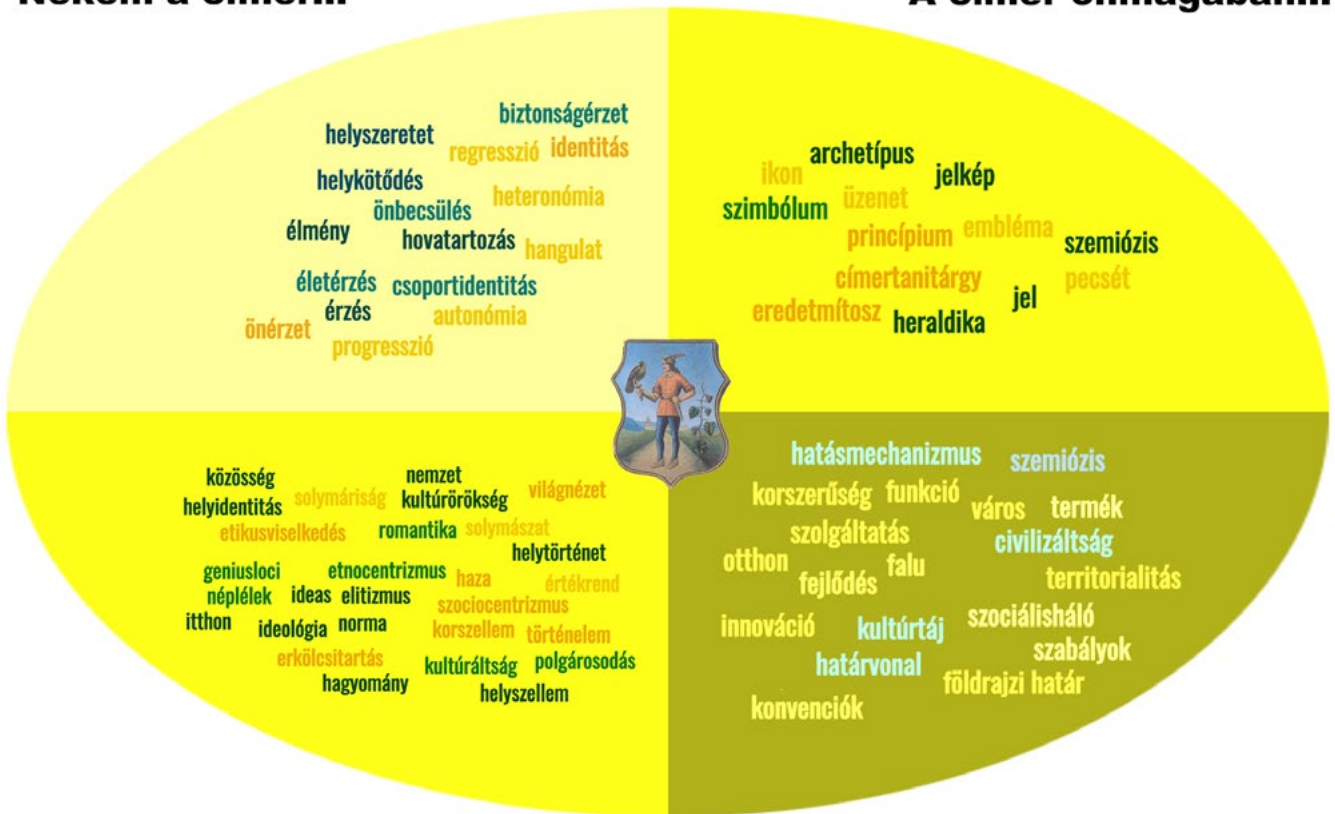 Nekem a címer...
A címer önmagában...
biztonságérzet
helyszeretet
regresszió identitás
helykötődés
heteronómia
önbecsülés
élmény
hovatartozás
hangulat
életérzés csoportidentitás
érzés
autonómia
önérzet
progresszió
archetípus
ikon
jelkép
üzenet
szimbólum
embléma
princípium
szemiózis
címertanitárgy
pecsét
jel
eredetmítosz
heraldika
közösség
nemzet
világnézet
solymáriság
kultúrörökség
helyidentitás
etikusviselkedés
romantika
solymászat
helytörténet
geniusloci
etnocentrizmus
haza
értékrend
néplélek
ideas
elitizmus
szociocentrizmus
itthon
ideológia
norma
korszellem
történelem
erkölcsitartás
kultúráltság
polgárosodás
hagyomány
helyszellem
hatásmechanizmus
szemiózis
korszerűség
funkció
város
termék
szolgáltatás
civilizáltság
otthon
falu
fejlődés
territorialitás
innováció
kultúrtáj
szociálisháló
határvonal
szabályok
földrajzi határ
konvenciók